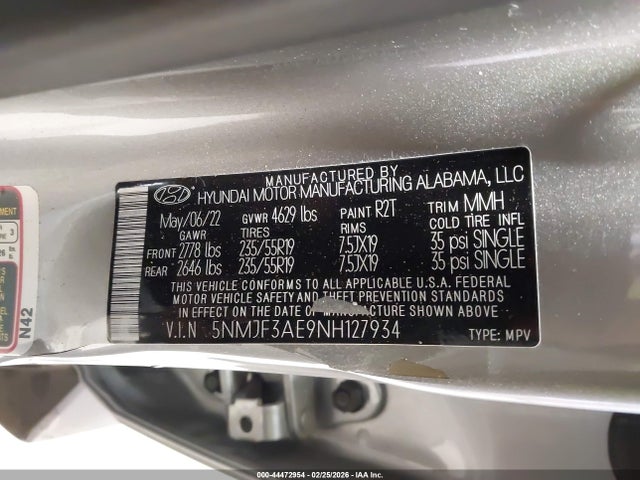 MANUFACTURED BY
HYUNDAI MOTOR MANUFACTURING ALABAMA, LLC
May/06/22 GVWR 4629 lbs PAINT R2T TRIM MMH
GAWR TIRES RIMS COLD TIRE INFL
FRONT 2778 lbs 235/55R19 7.5JX19 35 psi SINGLE
REAR 2646 lbs 235/55R19 7.5JX19 35 psi SINGLE
THIS VEHICLE CONFORMS TO ALL APPLICABLE U.S.A. FEDERAL
MOTOR VEHICLE SAFETY AND THEFT PREVENTION STANDARDS
IN EFFECT ON THE DATE OF MANUFACTURE SHOWN ABOVE
V.I.N 5NMJF3AE9NH127934 TYPE: MPV
3
N42
000-44472954 - 02/25/2026 - © IAA Inc.